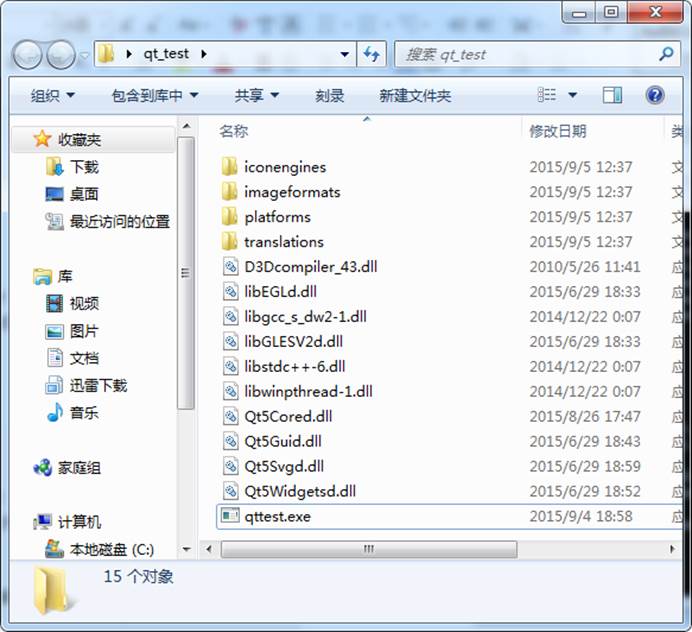 qt_test
搜索 qt_test
组织 包含到库中 共享 刻录 新建文件夹
收藏夹
下载
桌面
最近访问的位置
库
视频
图片
文档
迅雷下载
音乐
家庭组
计算机
本地磁盘 (C:)
名称 修改日期 类
iconengines 2015/9/5 12:37 文
imageformats 2015/9/5 12:37 文
platforms 2015/9/5 12:37 文
translations 2015/9/5 12:37 文
D3Dcompiler_43.dll 2010/5/26 11:41 应
libEGLd.dll 2015/6/29 18:33 应
libgcc_s_dw2-1.dll 2014/12/22 0:07 应
libGLESV2d.dll 2015/6/29 18:33 应
libstdc++-6.dll 2014/12/22 0:07 应
libwinpthread-1.dll 2014/12/22 0:07 应
Qt5Cored.dll 2015/8/26 17:47 应
Qt5Guid.dll 2015/6/29 18:43 应
Qt5Svgd.dll 2015/6/29 18:59 应
Qt5Widgetsd.dll 2015/6/29 18:52 应
qttest.exe 2015/9/4 18:58 应
15 个对象